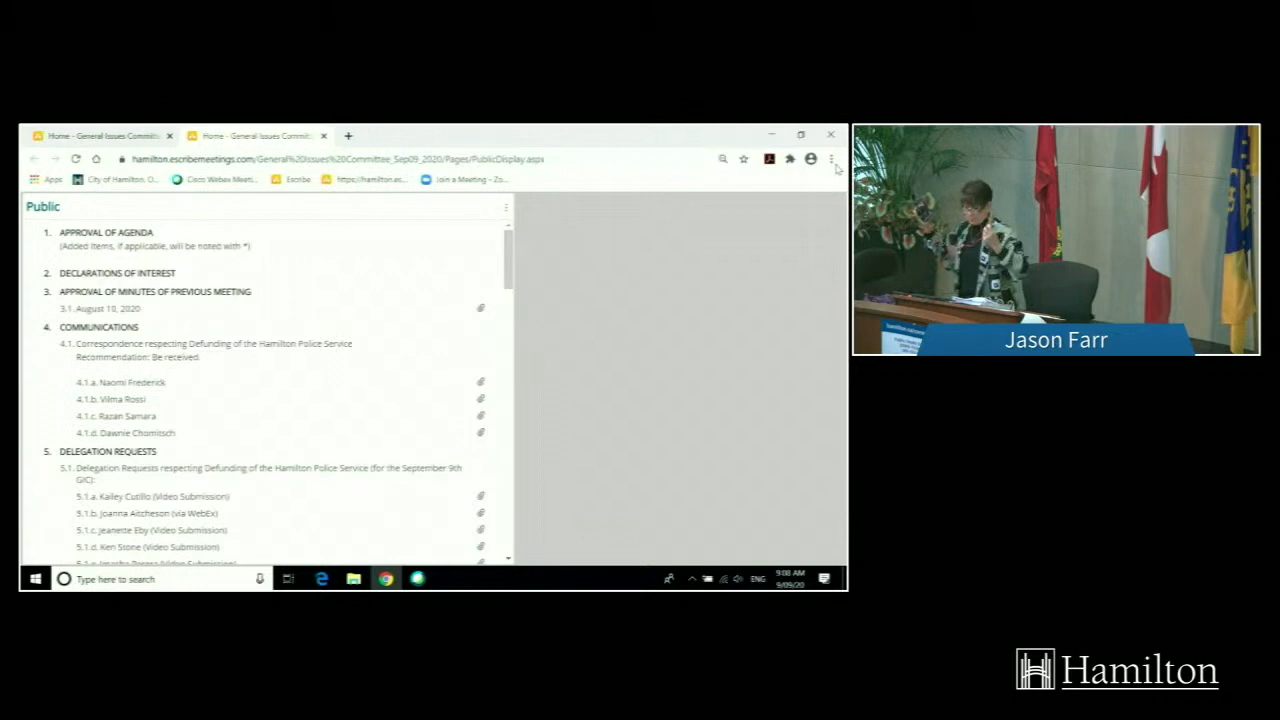 Home - General Issues Committ
Home - General Issues Committ
hamilton.escribemeetings.com/General%20Issues%20Committee_Sep09_2020/Pages/PublicDisplay.aspx
Apps
City of Hamilton, O...
Cisco Webex Meeti...
Escribe
https://hamilton.es...
Join a Meeting - Zo...
Public
1. APPROVAL OF AGENDA
(Added Items, if applicable, will be noted with *)
2. DECLARATIONS OF INTEREST
3. APPROVAL OF MINUTES OF PREVIOUS MEETING
3.1. August 10, 2020
4. COMMUNICATIONS
4.1. Correspondence respecting Defunding of the Hamilton Police Service
Recommendation: Be received.
4.1.a. Naomi Frederick
4.1.b. Vilma Rossi
4.1.c. Razan Samara
4.1.d. Dawnie Chomitsch
5. DELEGATION REQUESTS
5.1. Delegation Requests respecting Defunding of the Hamilton Police Service (for the September 9th
GIC):
5.1.a. Kailey Cutillo (Video Submission)
5.1.b. Joanna Aitcheson (via WebEx)
5.1.c. Jeanette Eby (Video Submission)
5.1.d. Ken Stone (Video Submission)
Type here to search
ENG
9:08 AM
9/09/20
Jason Farr
Hamilton